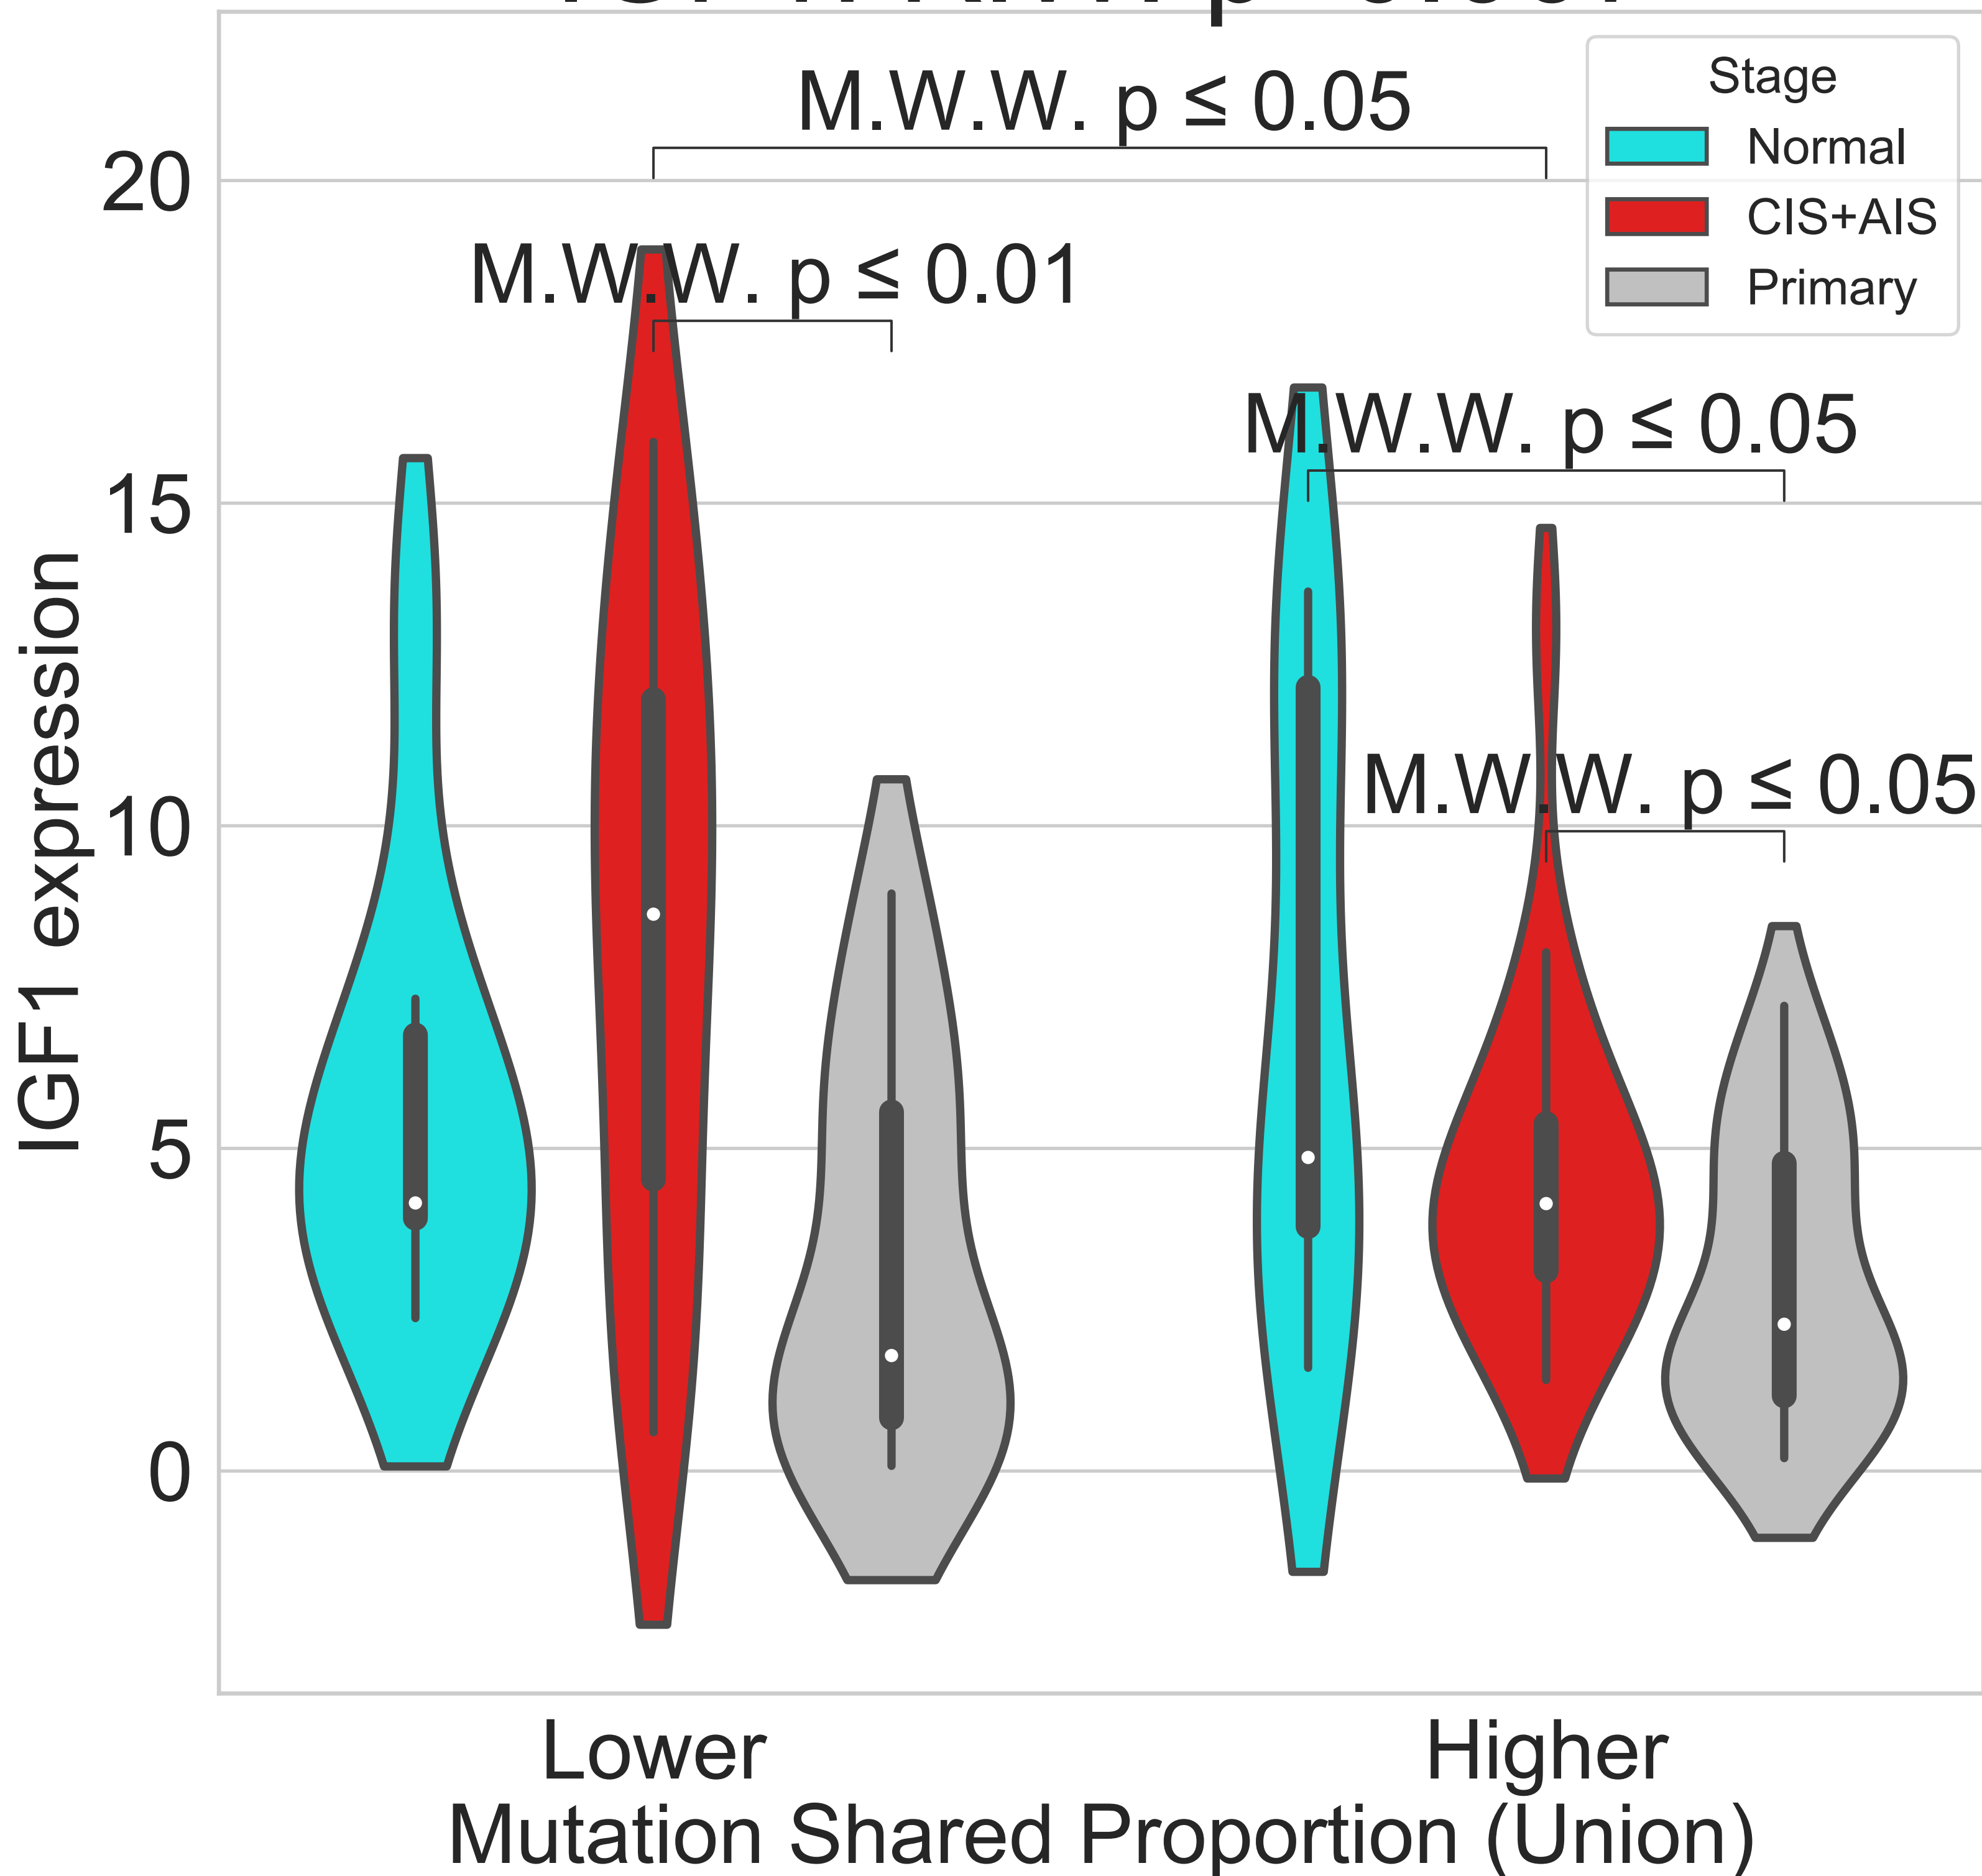 M.W.W. p ≤ 0.05
Stage
Normal
CIS+AIS
Primary
20
M.W.W. p ≤ 0.01
M.W.W. p ≤ 0.05
15
M.W.W. p ≤ 0.05
10
5
0
IGF1 expression
Lower
Higher
Mutation Shared Proportion (Union)